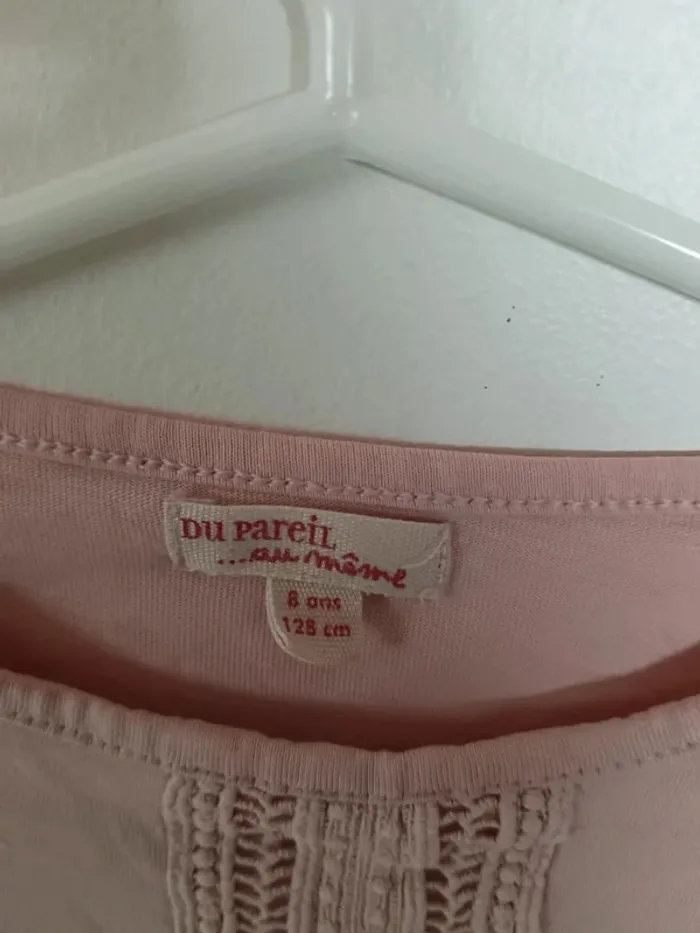 DU PAREIL
...au même
8 ans
128 cm